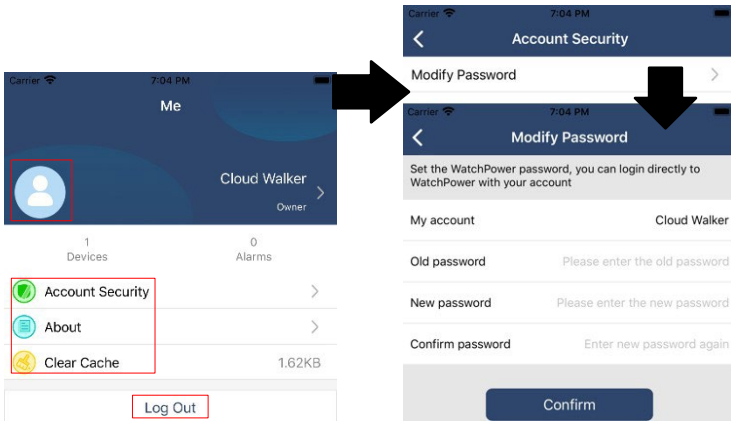 Carrier 7:04 PM
Me
Cloud Walker
Owner
1 0
Devices Alarms
Account Security
About
Clear Cache 1.62KB
Log Out
Carrier 7:04 PM
Account Security
Modify Password
Carrier 7:04 PM
Modify Password
Set the WatchPower password, you can login directly to
WatchPower with your account
My account Cloud Walker
Old password Please enter the old password
New password Please enter the new password
Confirm password Enter new password again
Confirm